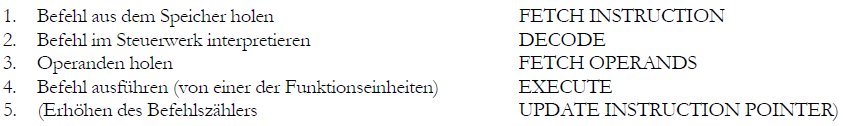 1. Befehl aus dem Speicher holen FETCH INSTRUCTION
2. Befehl im Steuerwerk interpretieren DECODE
3. Operanden holen FETCH OPERANDS
4. Befehl ausführen (von einer der Funktionseinheiten) EXECUTE
5. (Erhöhen des Befehlszählers UPDATE INSTRUCTION POINTER)